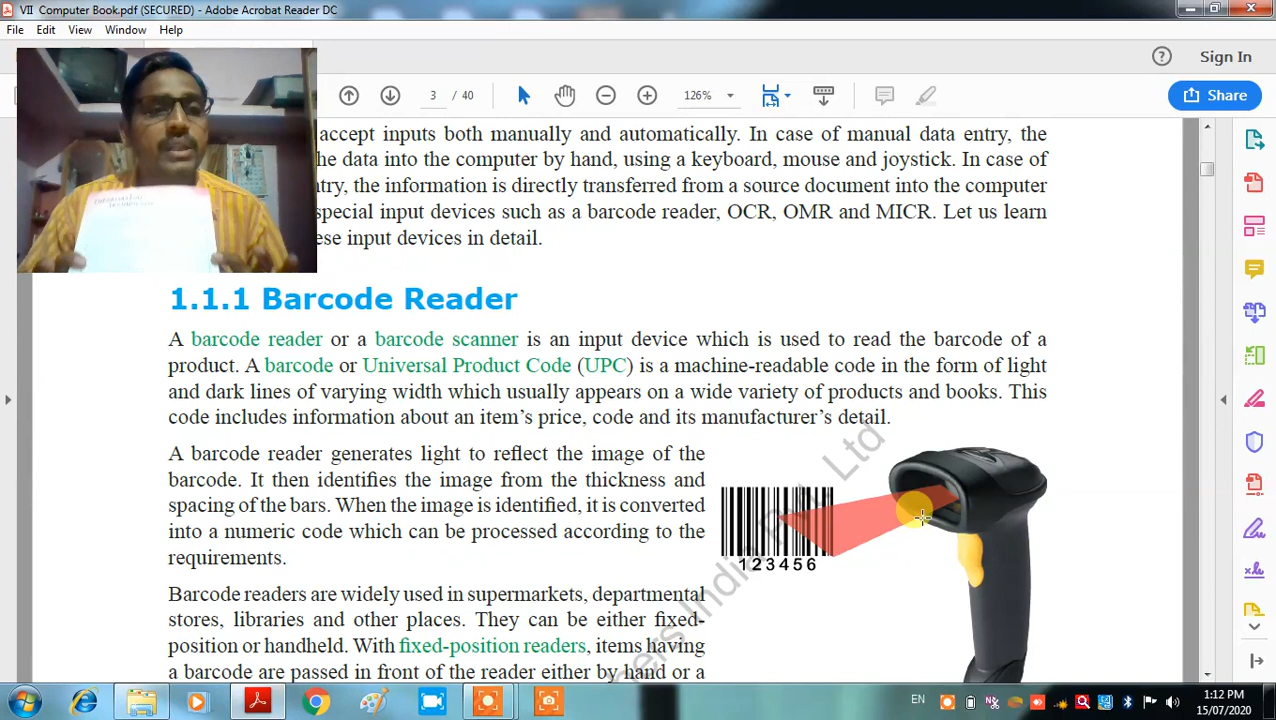 VII Computer Book.pdf (SECURED) - Adobe Acrobat Reader DC
File Edit View Window Help
Sign In
3 / 40
126%
Share
accept inputs both manually and automatically. In case of manual data entry, the
he data into the computer by hand, using a keyboard, mouse and joystick. In case of
ntry, the information is directly transferred from a source document into the computer
special input devices such as a barcode reader, OCR, OMR and MICR. Let us learn
ese input devices in detail.
1.1.1 Barcode Reader
A barcode reader or a barcode scanner is an input device which is used to read the barcode of a
product. A barcode or Universal Product Code (UPC) is a machine-readable code in the form of light
and dark lines of varying width which usually appears on a wide variety of products and books. This
code includes information about an item's price, code and its manufacturer's detail.
A barcode reader generates light to reflect the image of the
barcode. It then identifies the image from the thickness and
spacing of the bars. When the image is identified, it is converted
into a numeric code which can be processed according to the
requirements.
123456
Barcode readers are widely used in supermarkets, departmental
stores, libraries and other places. They can be either fixed-
position or handheld. With fixed-position readers, items having
a barcode are passed in front of the reader either by hand or a
ers India Pvt. Ltd
EN
1:12 PM
15/07/2020